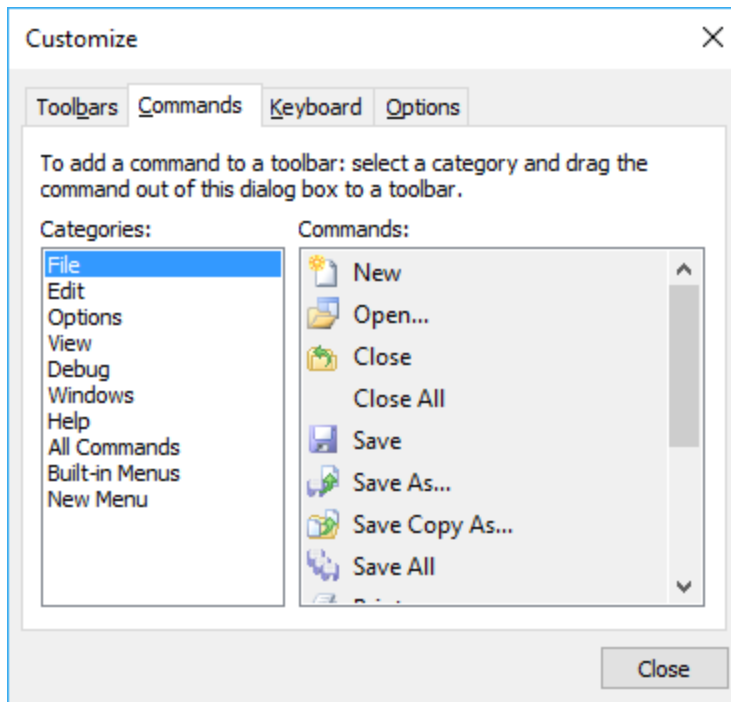 Customize
Toolbars Commands Keyboard Options
To add a command to a toolbar: select a category and drag the
command out of this dialog box to a toolbar.
Categories:
File
Edit
Options
View
Debug
Windows
Help
All Commands
Built-in Menus
New Menu
Commands:
New
Open...
Close
Close All
Save
Save As...
Save Copy As...
Save All
Close